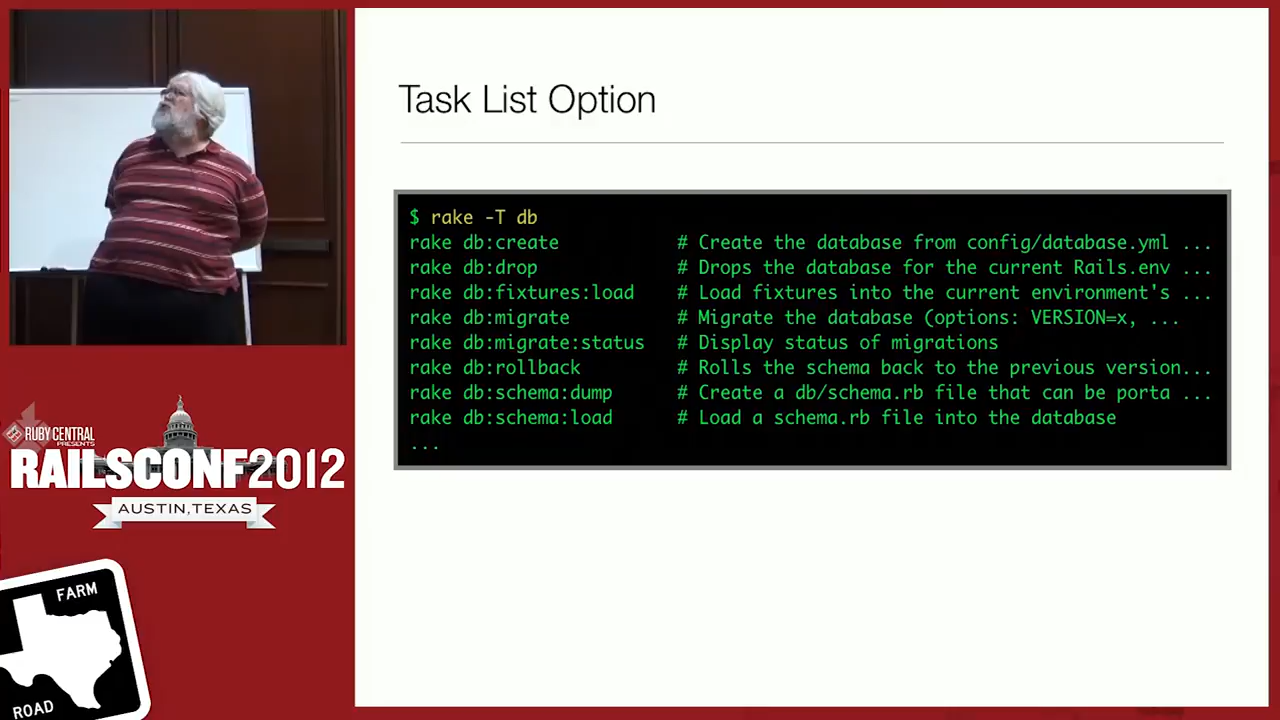 Task List Option
$ rake -T db
rake db:create # Create the database from config/database.yml ...
rake db:drop # Drops the database for the current Rails.env ...
rake db:fixtures:load # Load fixtures into the current environment's ...
rake db:migrate # Migrate the database (options: VERSION=x, ...
rake db:migrate:status # Display status of migrations
rake db:rollback # Rolls the schema back to the previous version...
rake db:schema:dump # Create a db/schema.rb file that can be porta ...
rake db:schema:load # Load a schema.rb file into the database
...
RUBY CENTRAL
PRESENTS
RAILSCONF2012
AUSTIN,TEXAS
FARM
ROAD